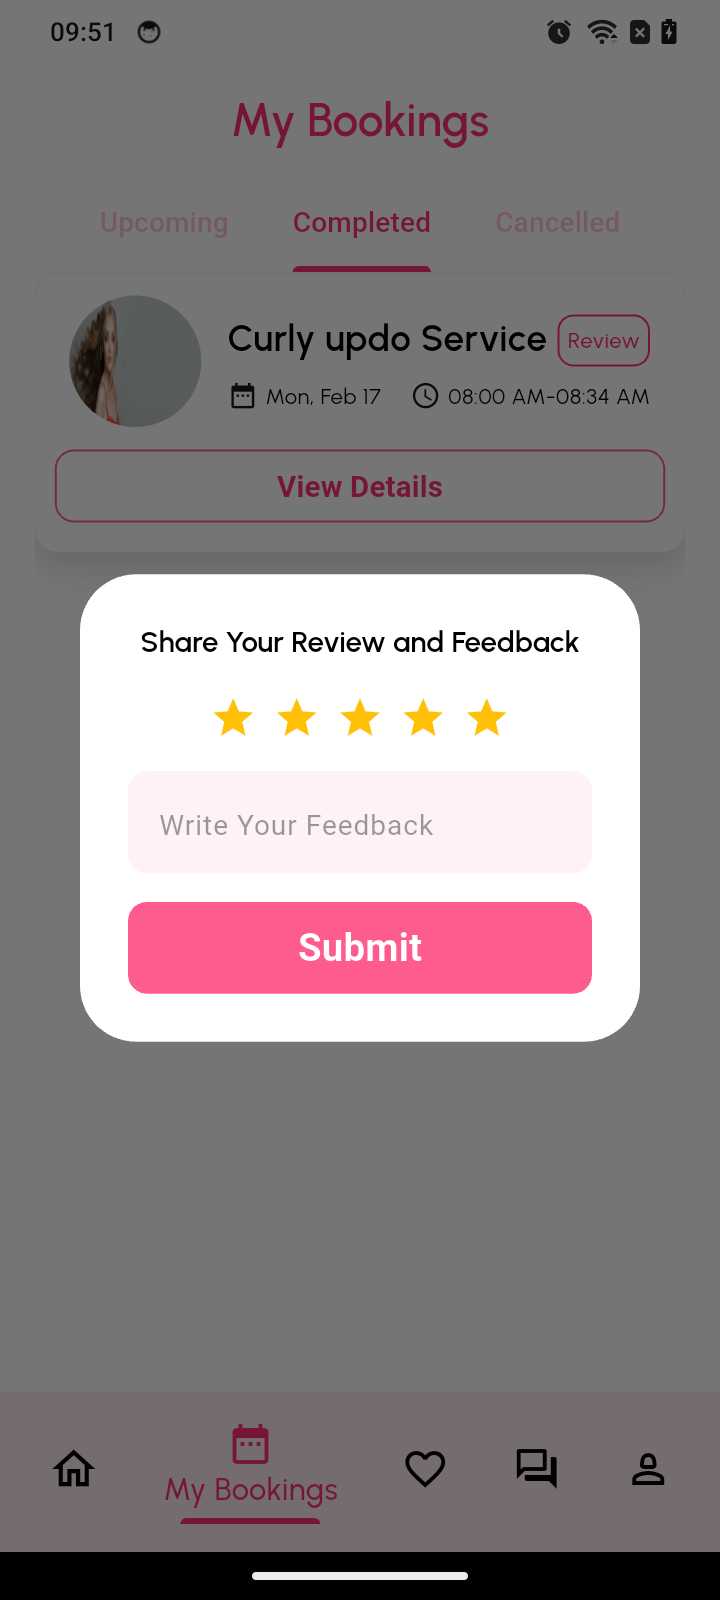 09:51
My Bookings
Upcoming Completed Cancelled
Curly updo Service Review
Mon, Feb 17 08:00 AM-08:34 AM
View Details
Share Your Review and Feedback
Write Your Feedback
Submit
My Bookings